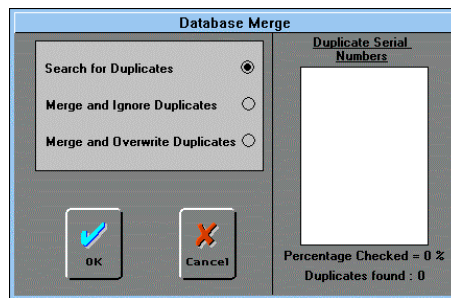 Database Merge
Search for Duplicates
Merge and Ignore Duplicates
Merge and Overwrite Duplicates
OK
Cancel
Duplicate Serial
Numbers
Percentage Checked = 0 %
Duplicates found : 0